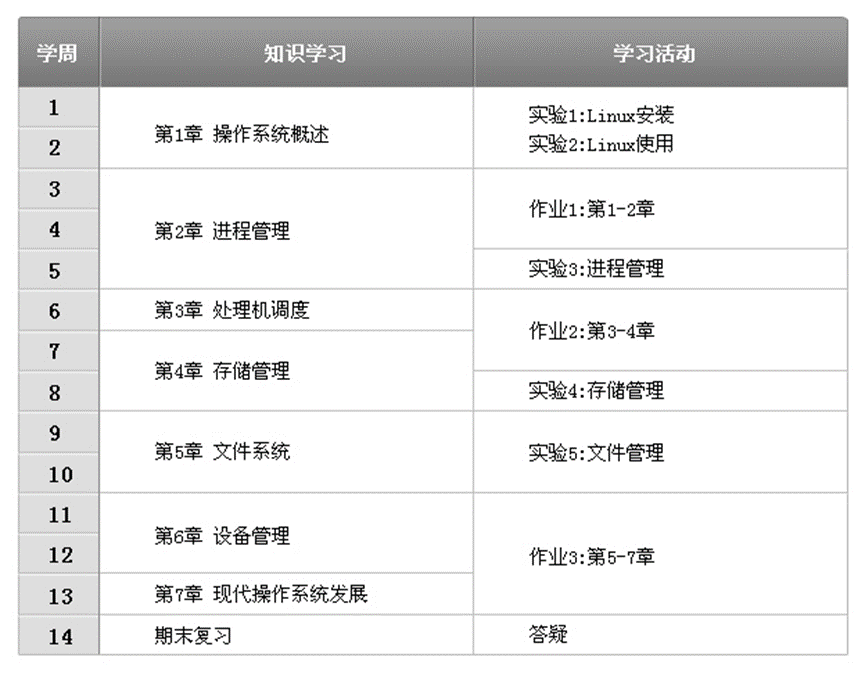 学周 知识学习 学习活动
1
第1章 操作系统概述
实验1:Linux安装
实验2:Linux使用
2
3
第2章 进程管理
作业1:第1-2章
4
5
实验3:进程管理
6
第3章 处理机调度
作业2:第3-4章
7
第4章 存储管理
8
实验4:存储管理
9
第5章 文件系统
实验5:文件管理
10
11
第6章 设备管理
作业3:第5-7章
12
13
第7章 现代操作系统发展
14
期末复习
答疑